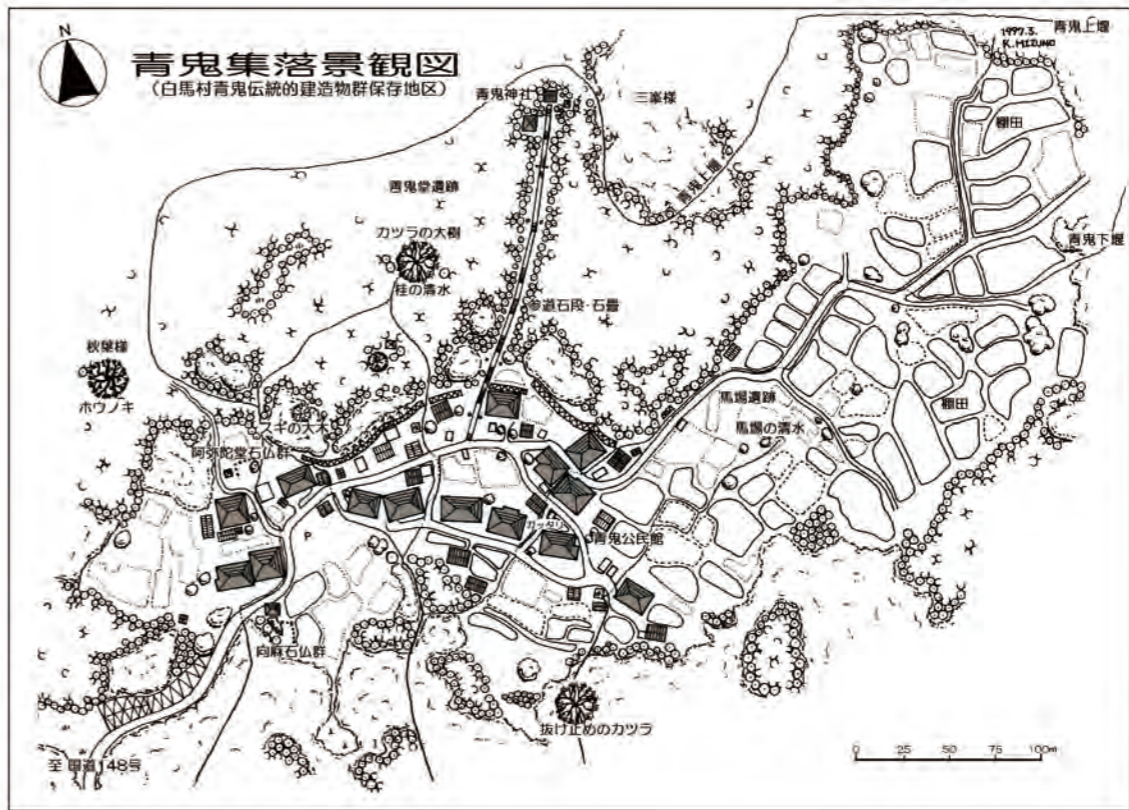 N
青鬼集落景観図
(白馬村青鬼伝統的建造物群保存地区)
1997.3.
K.MIZUNO
青鬼上堰
青鬼神社
三峯様
棚田
青鬼上堰
善鬼堂遺跡
カツラの大樹
桂の清水
青鬼下堰
参道石段・石畳
秋葉様
ホウノキ
馬場遺跡
棚田
スギの大木
馬場の清水
阿弥陀堂石仏群
ガッタリ
P
青鬼公民館
向麻石仏群
抜け止めのカツラ
至 国道148号
0 25 50 75 100m